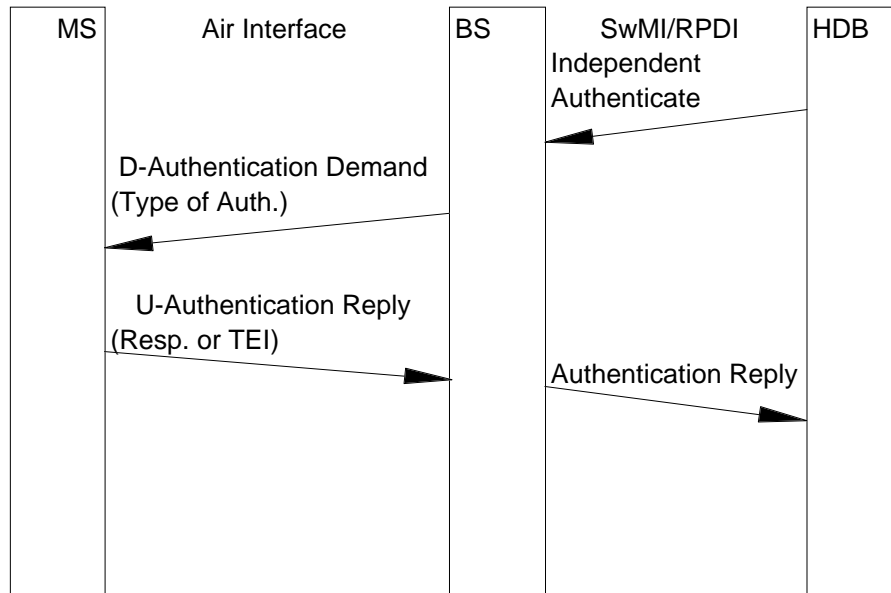 MS Air Interface BS SwMI/RPDI HDB
Independent
Authenticate
D-Authentication Demand
(Type of Auth.)
U-Authentication Reply
(Resp. or TEI)
Authentication Reply